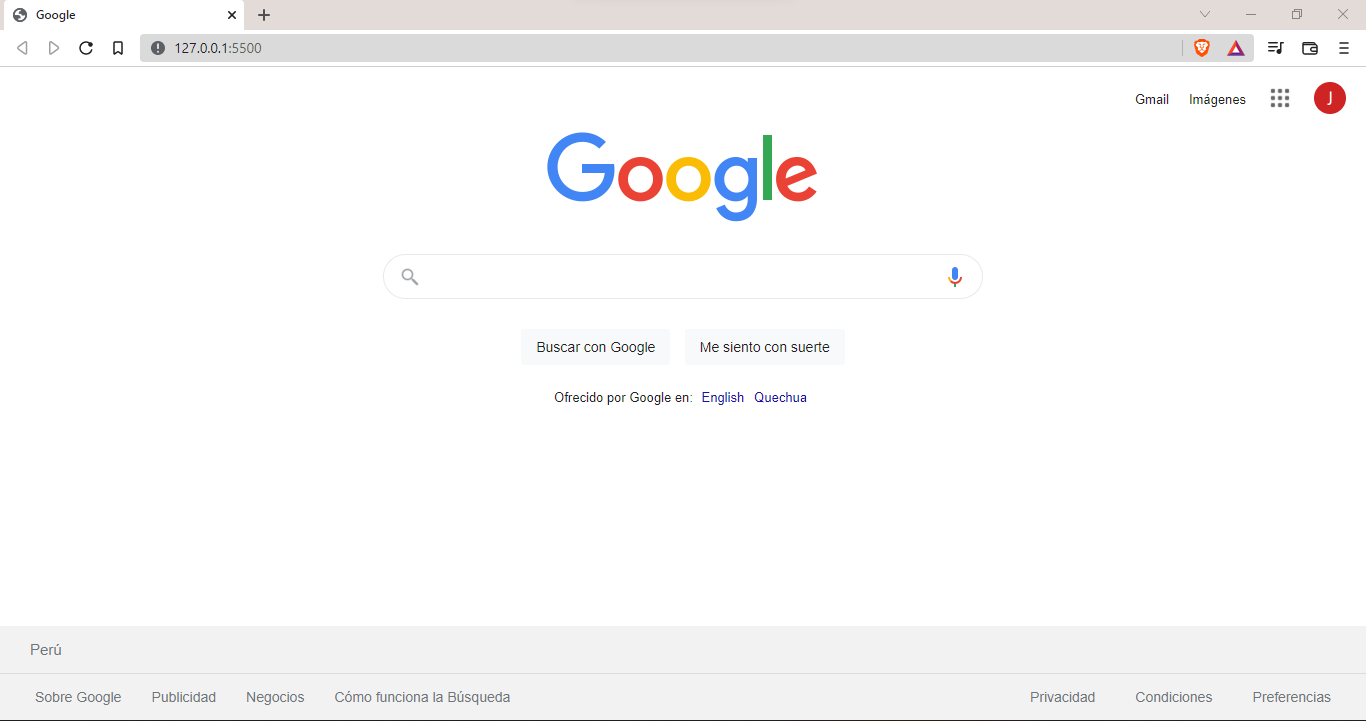 Google
127.0.0.1:5500
Gmail Imágenes J
Google
Buscar con Google Me siento con suerte
Ofrecido por Google en: English Quechua
Perú
Sobre Google Publicidad Negocios Cómo funciona la Búsqueda Privacidad Condiciones Preferencias